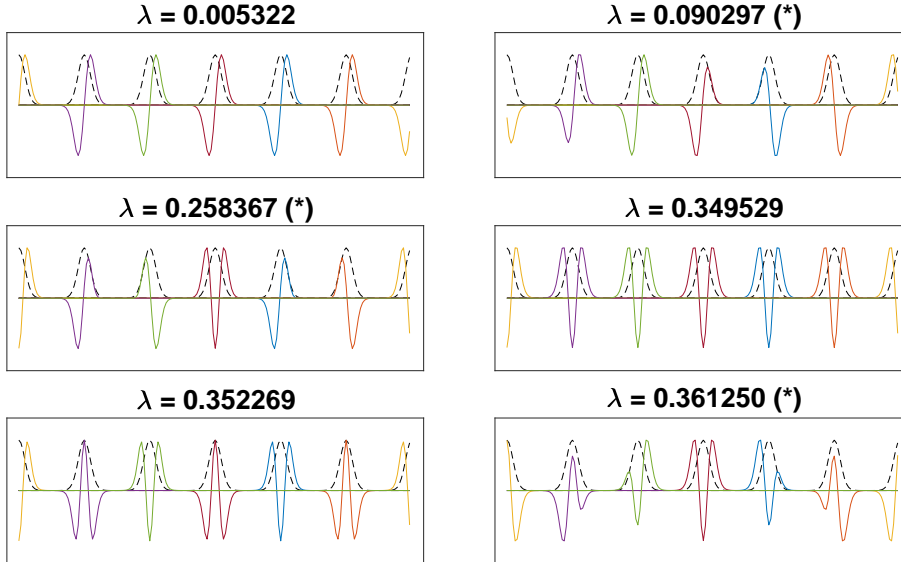 λ = 0.005322
λ = 0.090297 (*)
λ = 0.258367 (*)
λ = 0.349529
λ = 0.352269
λ = 0.361250 (*)